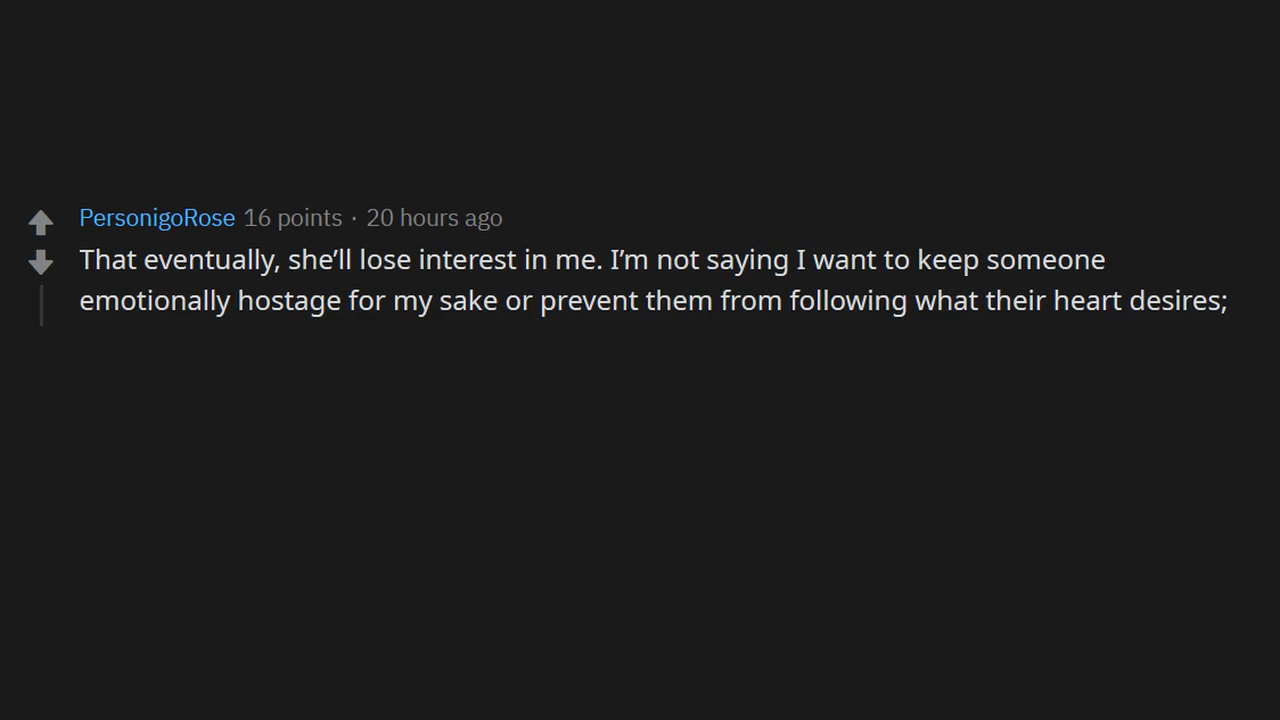 PersonigoRose 16 points · 20 hours ago
That eventually, she’ll lose interest in me. I’m not saying I want to keep someone
emotionally hostage for my sake or prevent them from following what their heart desires;